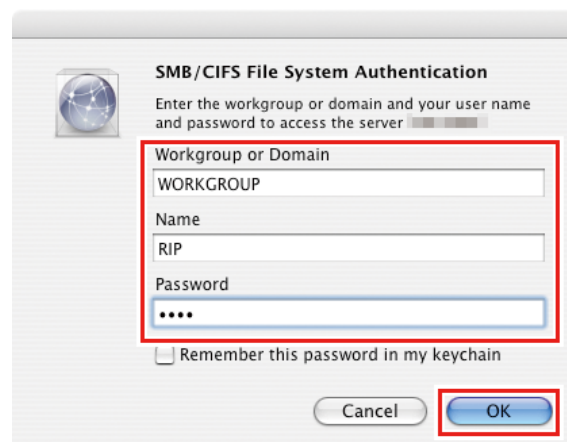 SMB/CIFS File System Authentication
Enter the workgroup or domain and your user name
and password to access the server
Workgroup or Domain
WORKGROUP
Name
RIP
Password
••••
Remember this password in my keychain
Cancel
OK